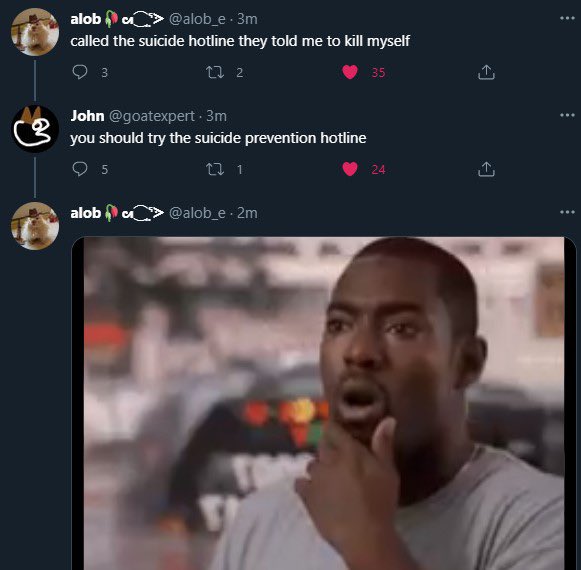 alob @alob_e · 3m
called the suicide hotline they told me to kill myself
3 2 35
John @goatexpert · 3m
you should try the suicide prevention hotline
5 1 24
alob @alob_e · 2m